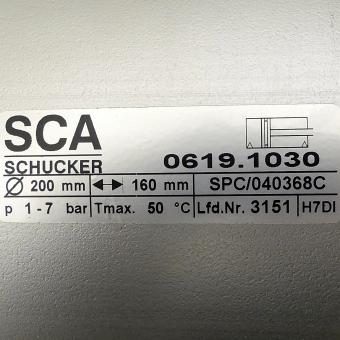 SCA
SCHUCKER 0619.1030
Ø 200 mm ◄-► 160 mm SPC/040368C
p 1-7 bar Tmax. 50 °C Lfd.Nr. 3151 H7DI